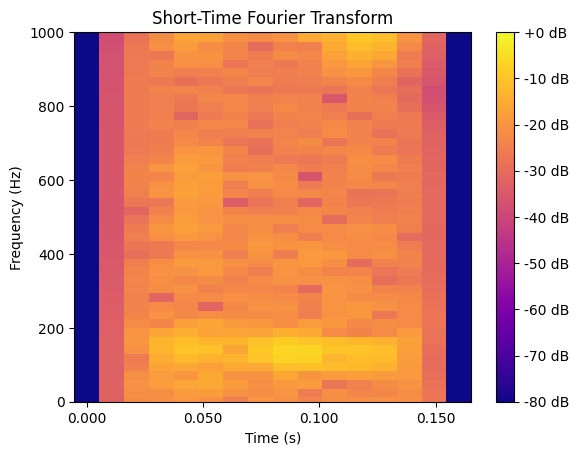 Short-Time Fourier Transform
1000
800
600
400
200
0
Frequency (Hz)
0.000
0.050
0.100
0.150
Time (s)
+0 dB
-10 dB
-20 dB
-30 dB
-40 dB
-50 dB
-60 dB
-70 dB
-80 dB